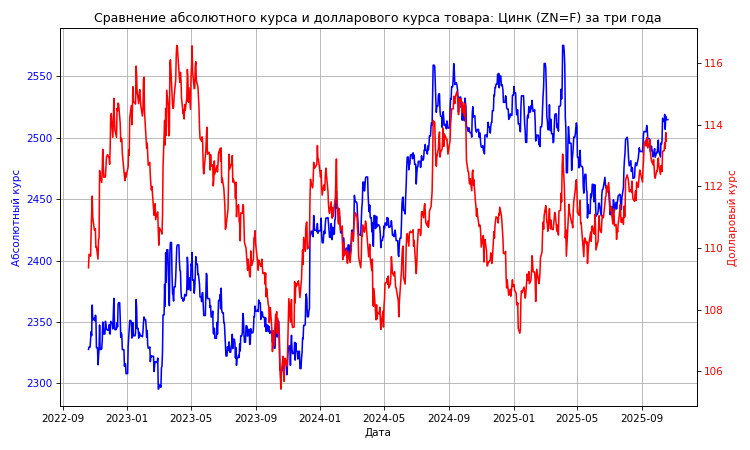 Сравнение абсолютного курса и долларового курса товара: Цинк (ZN=F) за три года
Абсолютный курс
2550
2500
2450
2400
2350
2300
116
114
112
110
108
106
Долларовый курс
2022-09 2023-01 2023-05 2023-09 2024-01 2024-05 2024-09 2025-01 2025-05 2025-09
Дата